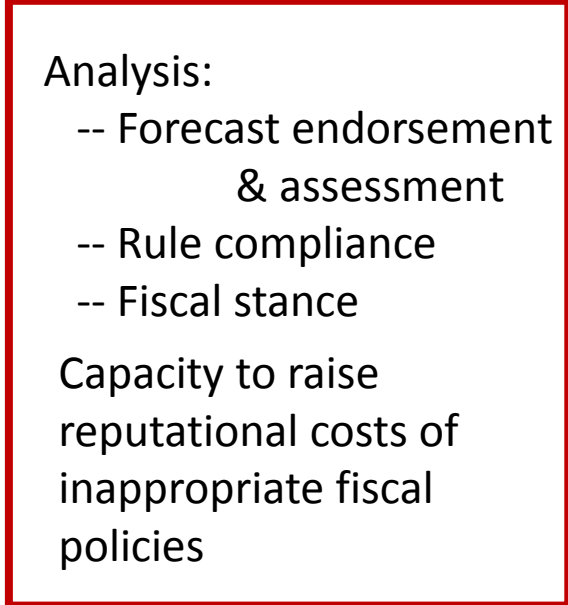 Analysis:
-- Forecast endorsement
& assessment
-- Rule compliance
-- Fiscal stance
Capacity to raise
reputational costs of
inappropriate fiscal
policies